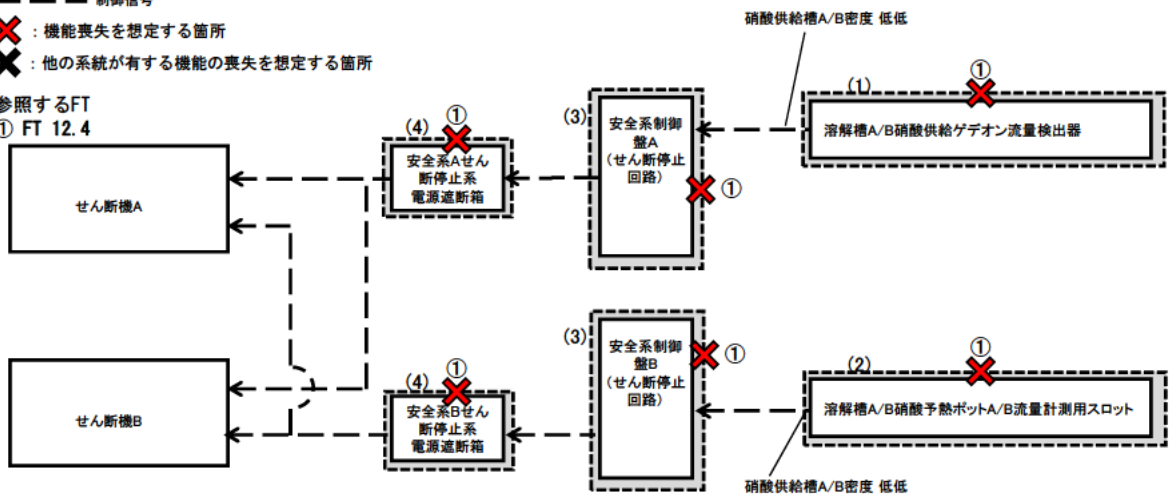 制御信号
：機能喪失を想定する箇所
：他の系統が有する機能の喪失を想定する箇所
参照するFT
① FT 12.4
硝酸供給槽A/B密度 低低
(1)
①
溶解槽A/B硝酸供給ゲデオン流量検出器
(3)
安全系制御
盤A
(せん断停止
回路)
①
(4)
①
安全系Aせん
断停止系
電源遮断箱
せん断機A
(3)
安全系制御
盤B
(せん断停止
回路)
①
(2)
①
溶解槽A/B硝酸予熱ポットA/B流量計測用スロット
(4)
①
安全系Bせん
断停止系
電源遮断箱
せん断機B
硝酸供給槽A/B密度 低低